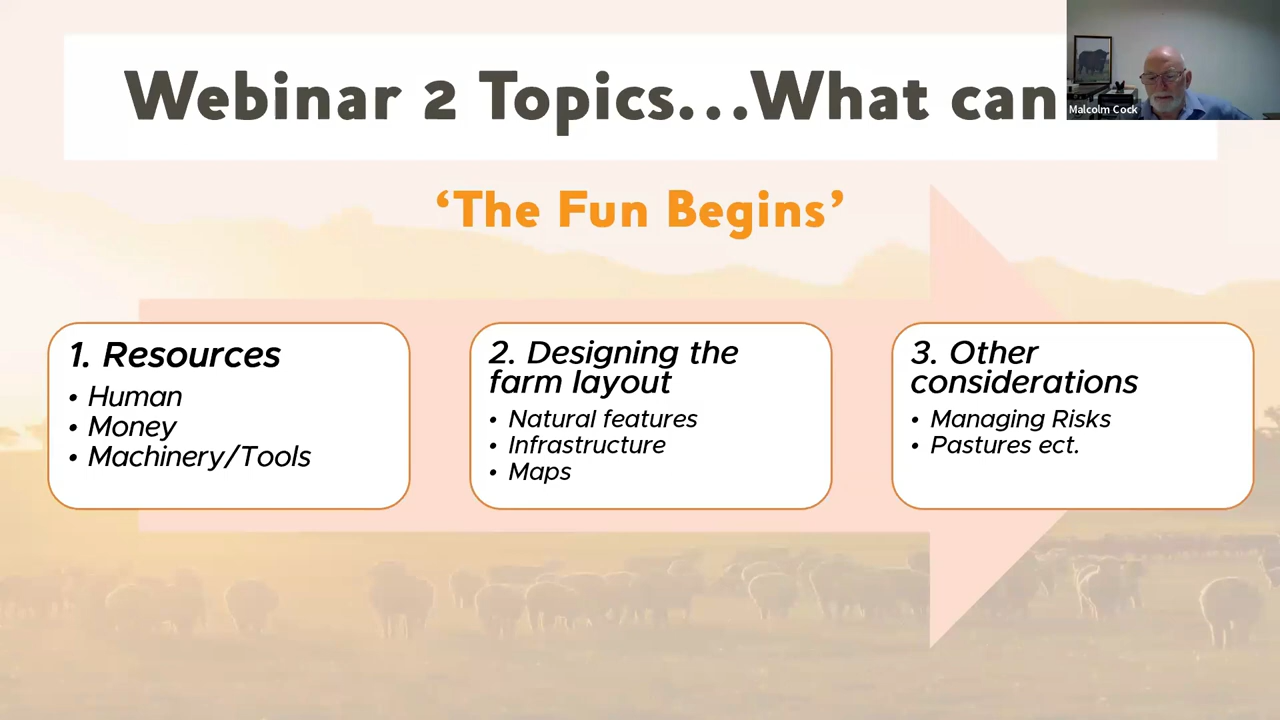 Webinar 2 Topics...What can
Malcolm Cock
‘The Fun Begins’
1. Resources
• Human
• Money
• Machinery/Tools
2. Designing the
farm layout
• Natural features
• Infrastructure
• Maps
3. Other
considerations
• Managing Risks
• Pastures ect.